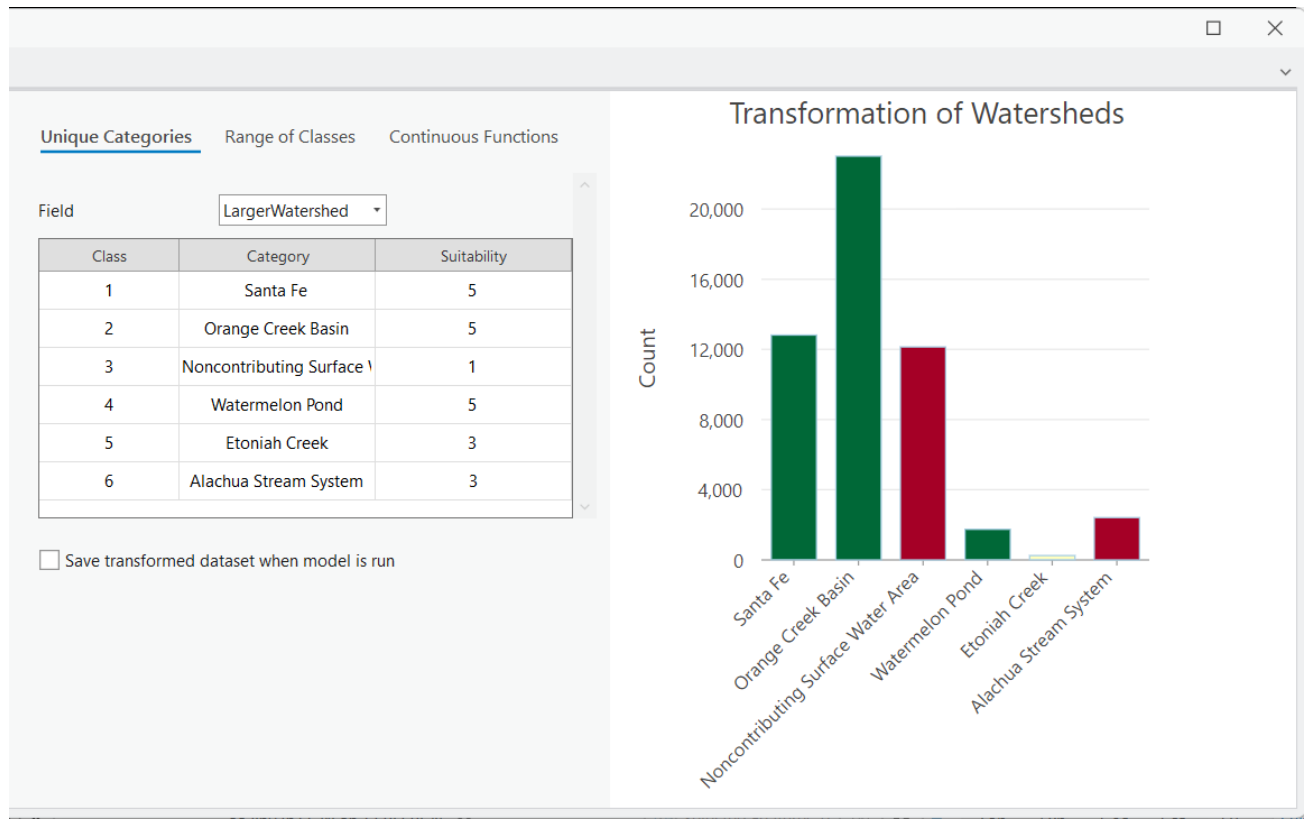 Unique Categories Range of Classes Continuous Functions
Field LargerWatershed
Class Category Suitability
1 Santa Fe 5
2 Orange Creek Basin 5
3 Noncontributing Surface 1
4 Watermelon Pond 5
5 Etoniah Creek 3
6 Alachua Stream System 3
Save transformed dataset when model is run
Transformation of Watersheds
Count
20,000
16,000
12,000
8,000
4,000
0
Santa Fe
Orange Creek Basin
Noncontributing Surface Water Area
Watermelon Pond
Etoniah Creek
Alachua Stream System